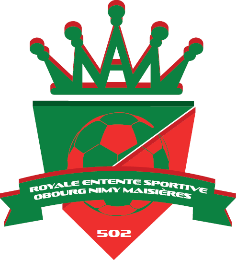 ROYALE ENTENTE SPORTIVE
OBOURG NIMY MAISIÈRES
502